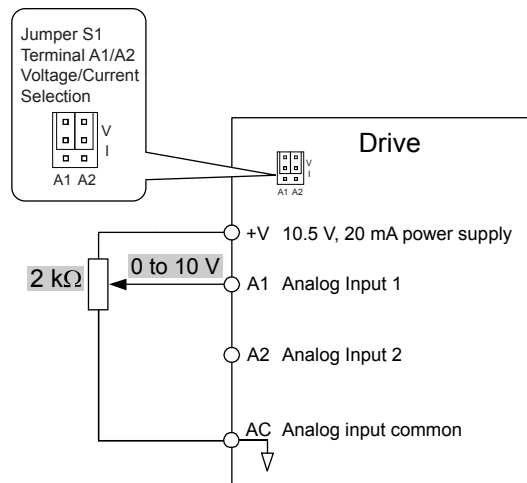 Jumper S1
Terminal A1/A2
Voltage/Current
Selection
V
I
A1 A2
Drive
V
I
A1 A2
+V 10.5 V, 20 mA power supply
2 kΩ
0 to 10 V
A1 Analog Input 1
A2 Analog Input 2
AC Analog input common